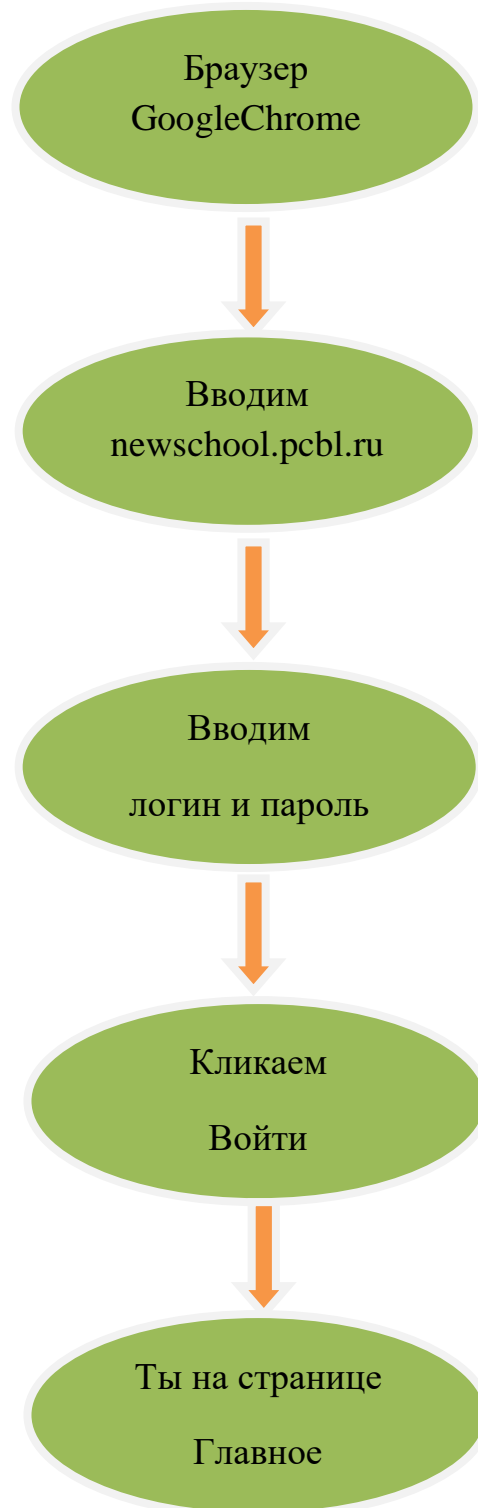 Браузер
GoogleChrome
Вводим
newschool.pcbl.ru
Вводим
логин и пароль
Кликаем
Войти
Ты на странице
Главное